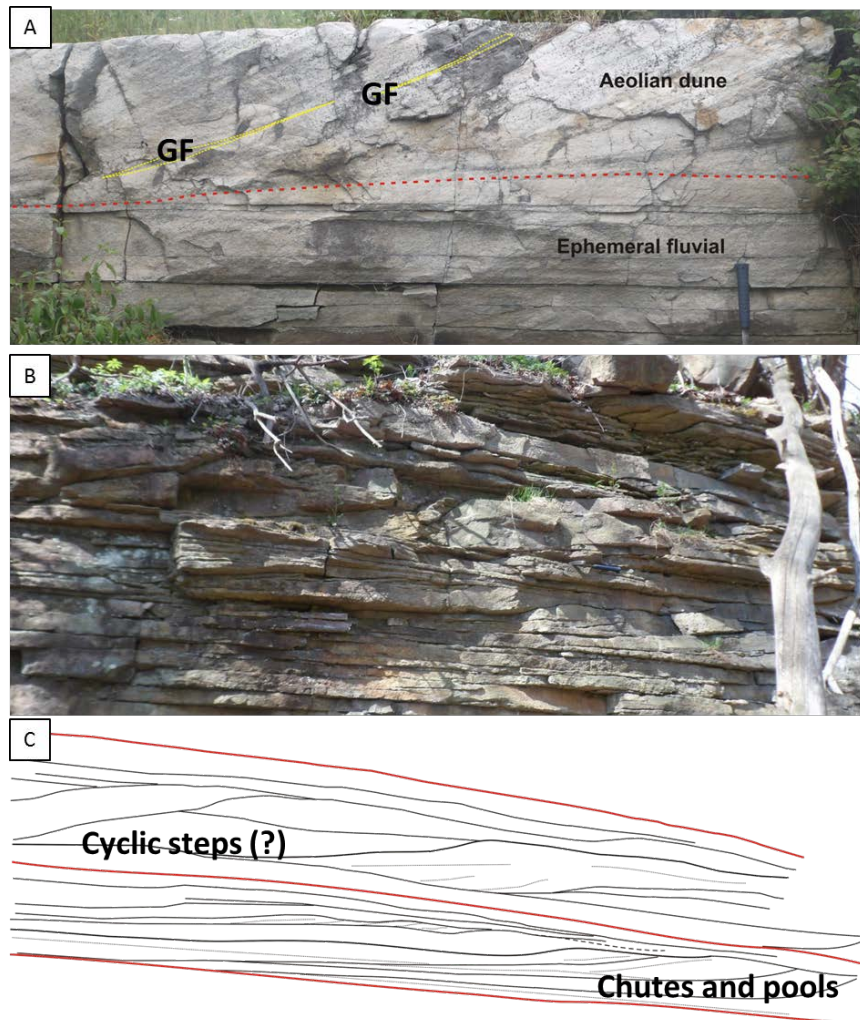 A
GF
Aeolian dune
GF
Ephemeral fluvial
B
C
Cyclic steps (?)
Chutes and pools